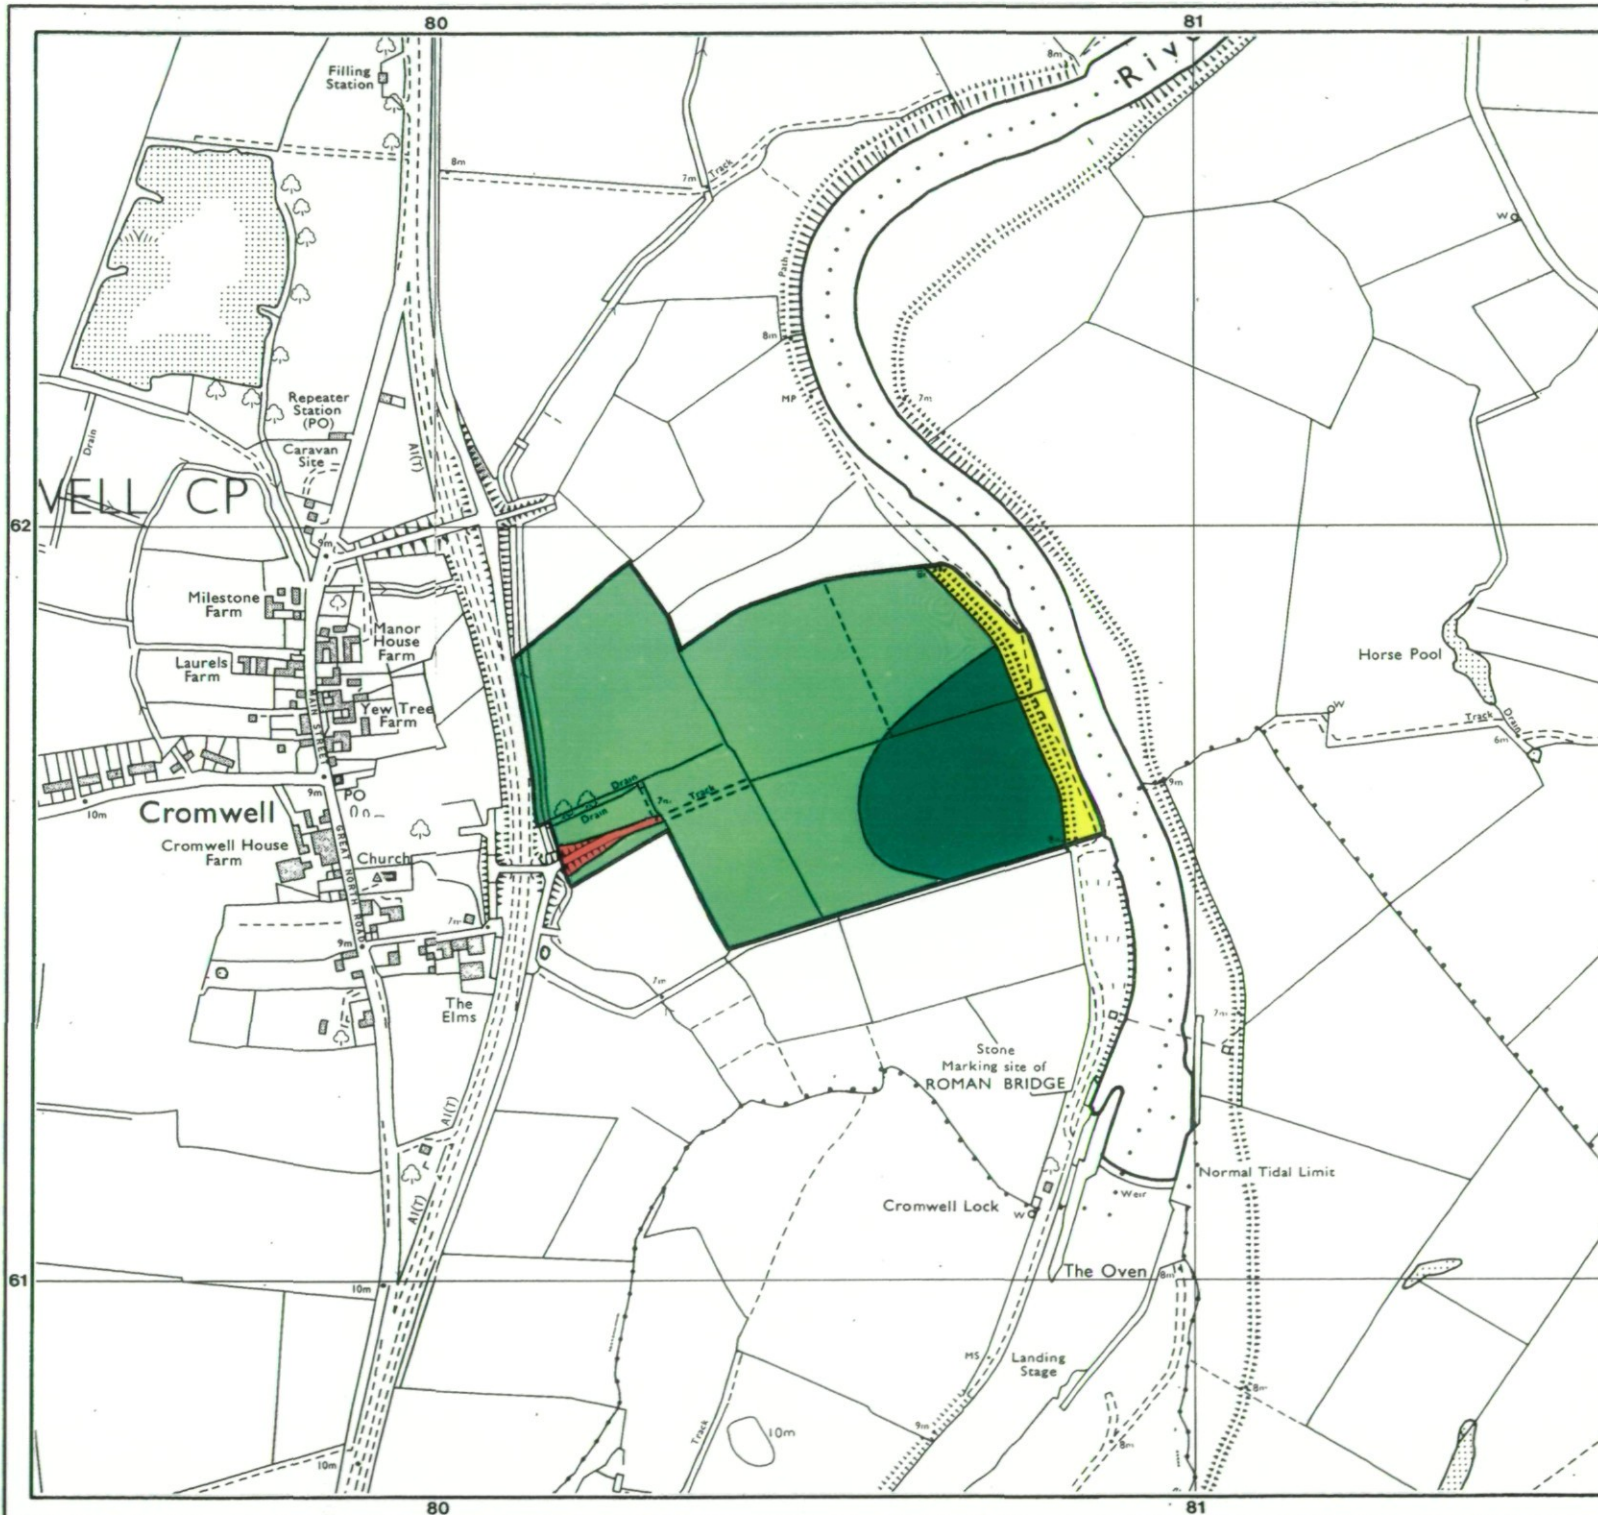 80
81
Filling
Station
8m
Rive
8m
7m
Track
W
Path
8m
MP
7m
Repeater
Station
(PO)
Drain
Caravan
Site
A1(T)
WELL CP
62
9m
Milestone
Farm
Manor
House
Farm
Laurels
Farm
MAIN STREET
Yew Tree
Farm
Horse Pool
W
Track
Drain
6m
9m
PO
10m
Cromwell
Cromwell House
Farm
Church
GREAT NORTH ROAD
7m
9m
The
Elms
Drain
Drain
7m
Track
9m
7m
7m
Stone
Marking site of
ROMAN BRIDGE
A1(T)
A1(T)
Normal Tidal Limit
Weir
Cromwell Lock
W
61
The Oven
8m
10m
MS
Landing
Stage
8m
9m
8m
Track
10m
10m
80
81